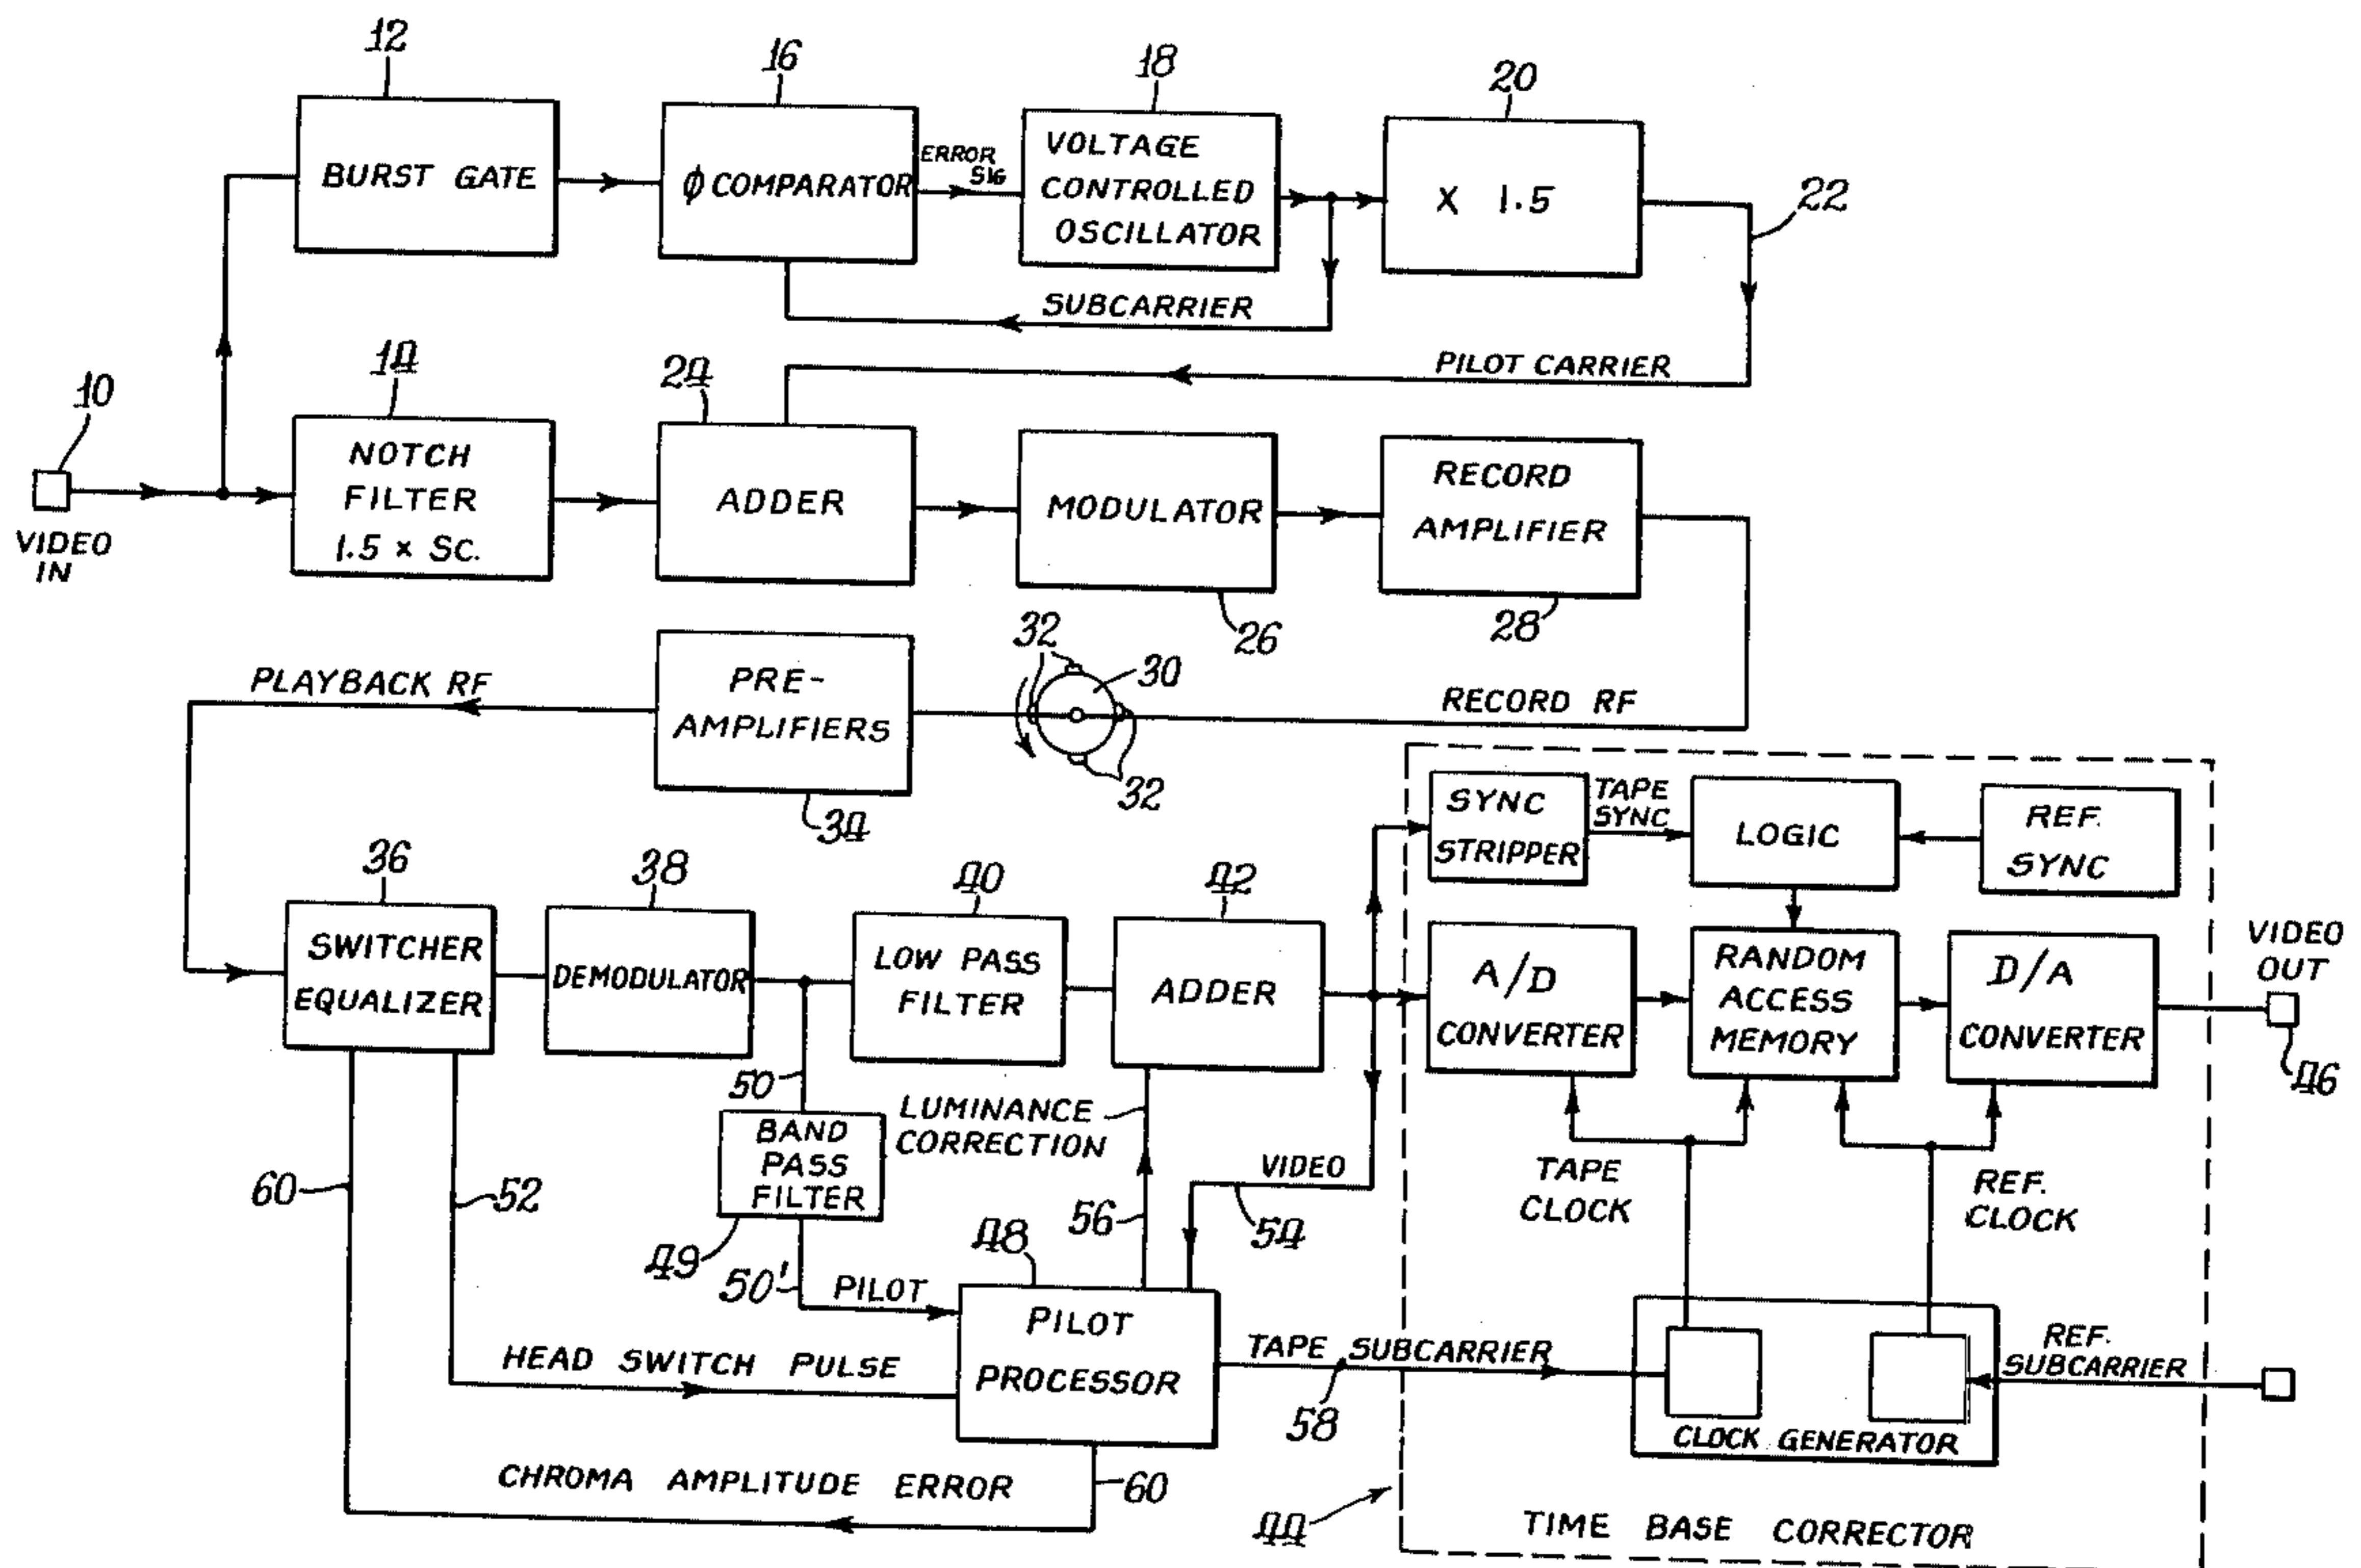 12
16
18
20
BURST GATE
ϕ COMPARATOR
ERROR
SIG
VOLTAGE
CONTROLLED
OSCILLATOR
X 1.5
22
SUBCARRIER
PILOT CARRIER
10
14
24
NOTCH
FILTER
1.5 x SC.
ADDER
MODULATOR
RECORD
AMPLIFIER
VIDEO
IN
26
28
32
30
PLAYBACK RF
PRE-
AMPLIFIERS
RECORD RF
32
34
SYNC
STRIPPER
TAPE
SYNC
LOGIC
REF.
SYNC
36
38
40
42
SWITCHER
EQUALIZER
DEMODULATOR
LOW PASS
FILTER
ADDER
A/D
CONVERTER
RANDOM
ACCESS
MEMORY
D/A
CONVERTER
VIDEO
OUT
46
50
BAND
PASS
FILTER
LUMINANCE
CORRECTION
VIDEO
TAPE
CLOCK
REF.
CLOCK
60
52
49
50'
PILOT
48
56
54
HEAD SWITCH PULSE
PILOT
PROCESSOR
TAPE SUBCARRIER
58
REF.
SUBCARRIER
CLOCK GENERATOR
CHROMA AMPLITUDE ERROR
60
44
TIME BASE CORRECTOR